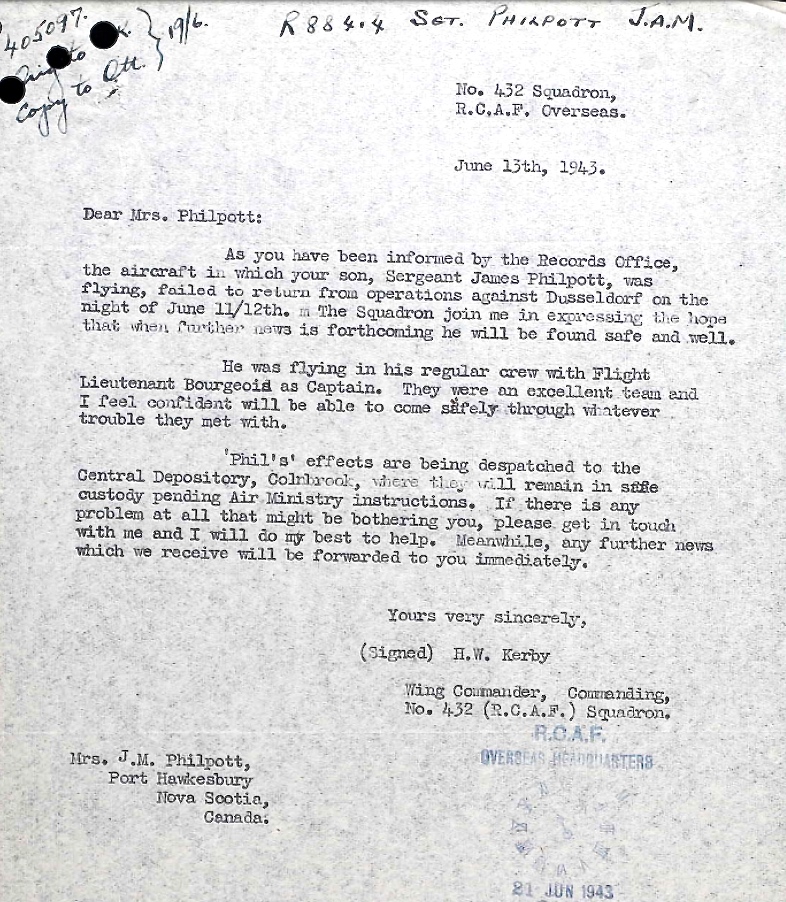 405097.
19/6.
R8844 SGT. PHILPOTT J.A.M.
Copy to Ott.
No. 432 Squadron,
R.C.A.F. Overseas.
June 13th, 1943.
Dear Mrs. Philpott:
As you have been informed by the Records Office,
the aircraft in which your son, Sergeant James Philpott, was
flying, failed to return from operations against Dusseldorf on the
night of June 11/12th. The Squadron join me in expressing the hope
that when further news is forthcoming he will be found safe and well.
He was flying in his regular crew with Flight
Lieutenant Bourgeois as Captain. They were an excellent team and
I feel confident will be able to come safely through whatever
trouble they met with.
'Phil's' effects are being despatched to the
Central Depository, Colnbrook, where they will remain in safe
custody pending Air Ministry instructions. If there is any
problem at all that might be bothering you, please get in touch
with me and I will do my best to help. Meanwhile, any further news
which we receive will be forwarded to you immediately.
Yours very sincerely,
(Signed) H.W. Kerby
Wing Commander, Commanding,
No. 432 (R.C.A.F.) Squadron.
R.C.A.F.
OVERSEAS HEADQUARTERS
Mrs. J.M. Philpott,
Port Hawkesbury
Nova Scotia,
Canada.
21 JUN 1943